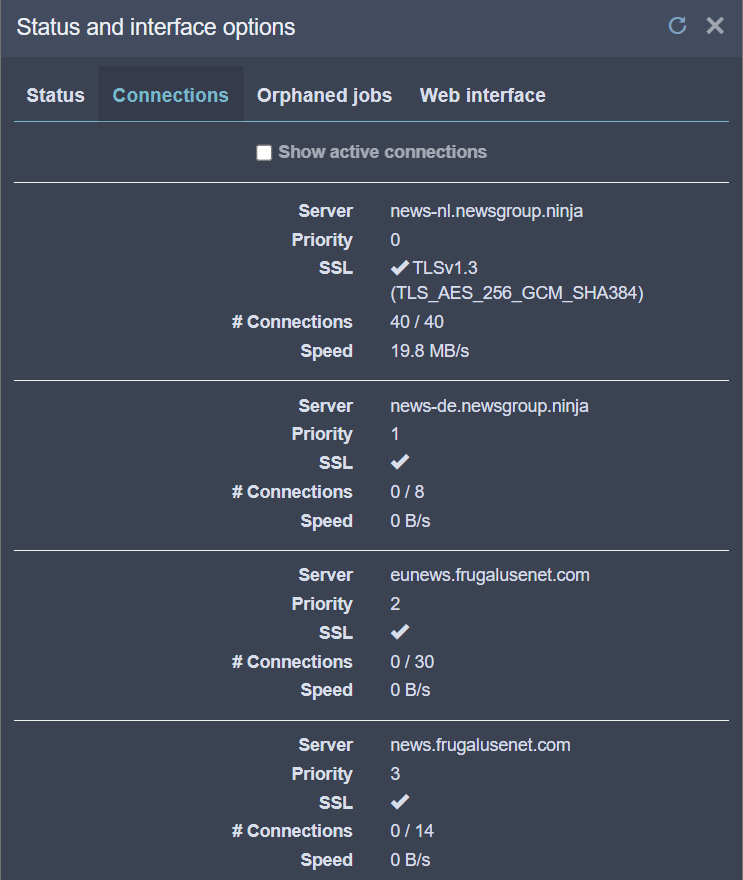 Status and interface options
Status Connections Orphaned jobs Web interface
Show active connections
Server news-nl.newsgroup.ninja
Priority 0
SSL ✔ TLSv1.3
(TLS_AES_256_GCM_SHA384)
# Connections 40 / 40
Speed 19.8 MB/s
Server news-de.newsgroup.ninja
Priority 1
SSL ✔
# Connections 0 / 8
Speed 0 B/s
Server eunews.frugalusenet.com
Priority 2
SSL ✔
# Connections 0 / 30
Speed 0 B/s
Server news.frugalusenet.com
Priority 3
SSL ✔
# Connections 0 / 14
Speed 0 B/s